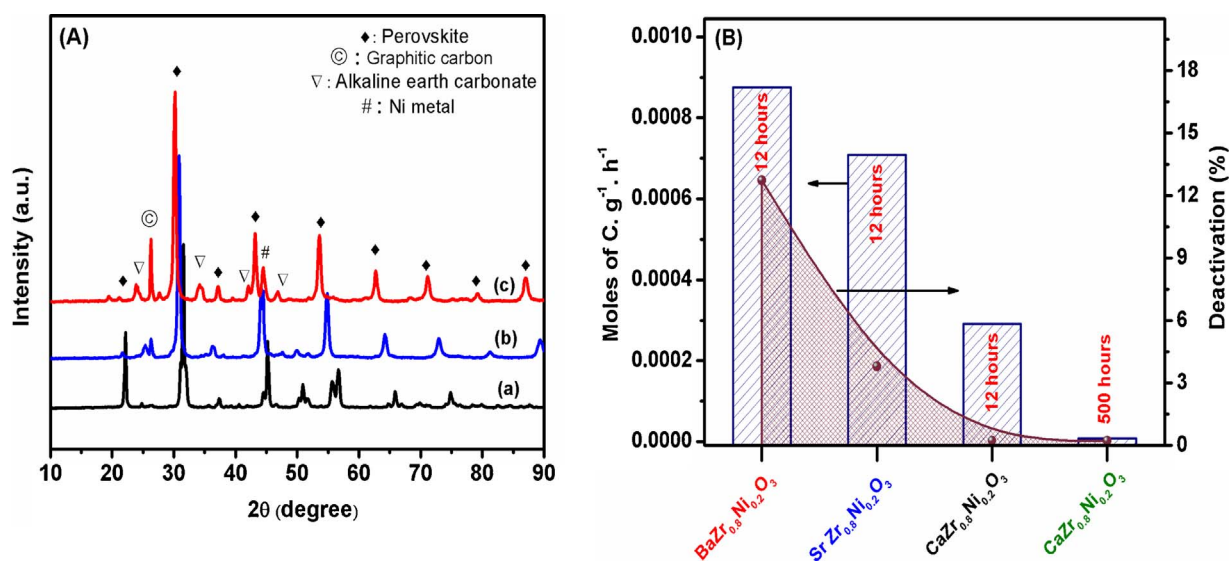 (A)
♦: Perovskite
©: Graphitic carbon
▽: Alkaline earth carbonate
#: Ni metal
♦
©
♦
▽
▽
♦
▽
♦
#
▽
♦
♦
♦
♦
♦
(c)
(b)
(a)
Intensity (a.u.)
10 20 30 40 50 60 70 80 90
2θ (degree)
(B)
0.0010
0.0008
0.0006
0.0004
0.0002
0.0000
Moles of C. g⁻¹. h⁻¹
12 hours
12 hours
12 hours
500 hours
18
15
12
9
6
3
0
Deactivation (%)
BaZr₀.₈Ni₀.₂O₃
Sr Zr₀.₈Ni₀.₂O₃
CaZr₀.₈Ni₀.₂O₃
CaZr₀.₈Ni₀.₂O₃